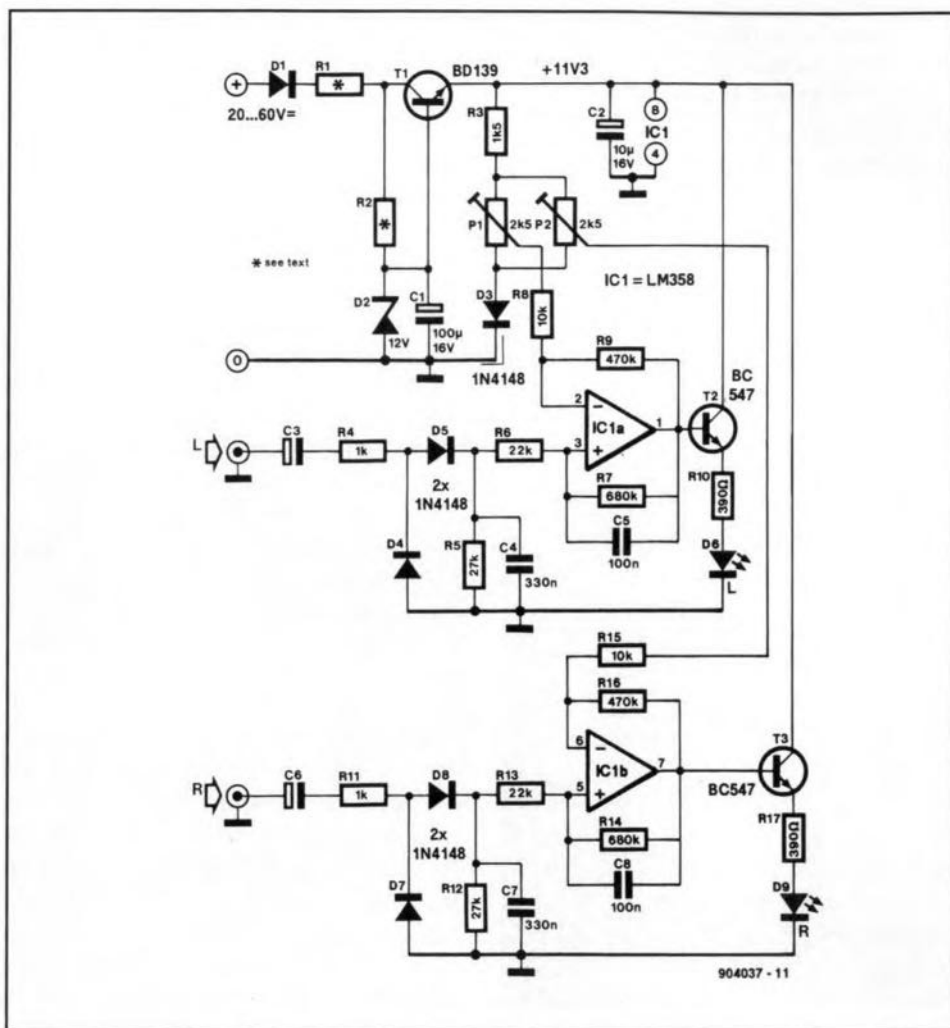 D1
R1
*
T1
BD139
+11V3
20...60V=
R3
1k5
C2
10µ
16V
8
IC1
4
R2
*
P1
2k5
P2
2k5
* see text
IC1 = LM358
D2
12V
C1
100µ
16V
D3
1N4148
R8
10k
R9
470k
BC
547
T2
L
C3
R4
1k
D5
2x
1N4148
R6
22k
2
−
IC1a
1
3
+
R7
680k
C5
100n
R10
390Ω
D4
R5
27k
C4
330n
D6
L
R15
10k
R16
470k
6
−
IC1b
7
5
+
T3
BC547
R
C6
R11
1k
D8
2x
1N4148
R13
22k
R14
680k
C8
100n
R17
390Ω
D7
R12
27k
C7
330n
D9
R
904037 - 11
+
0